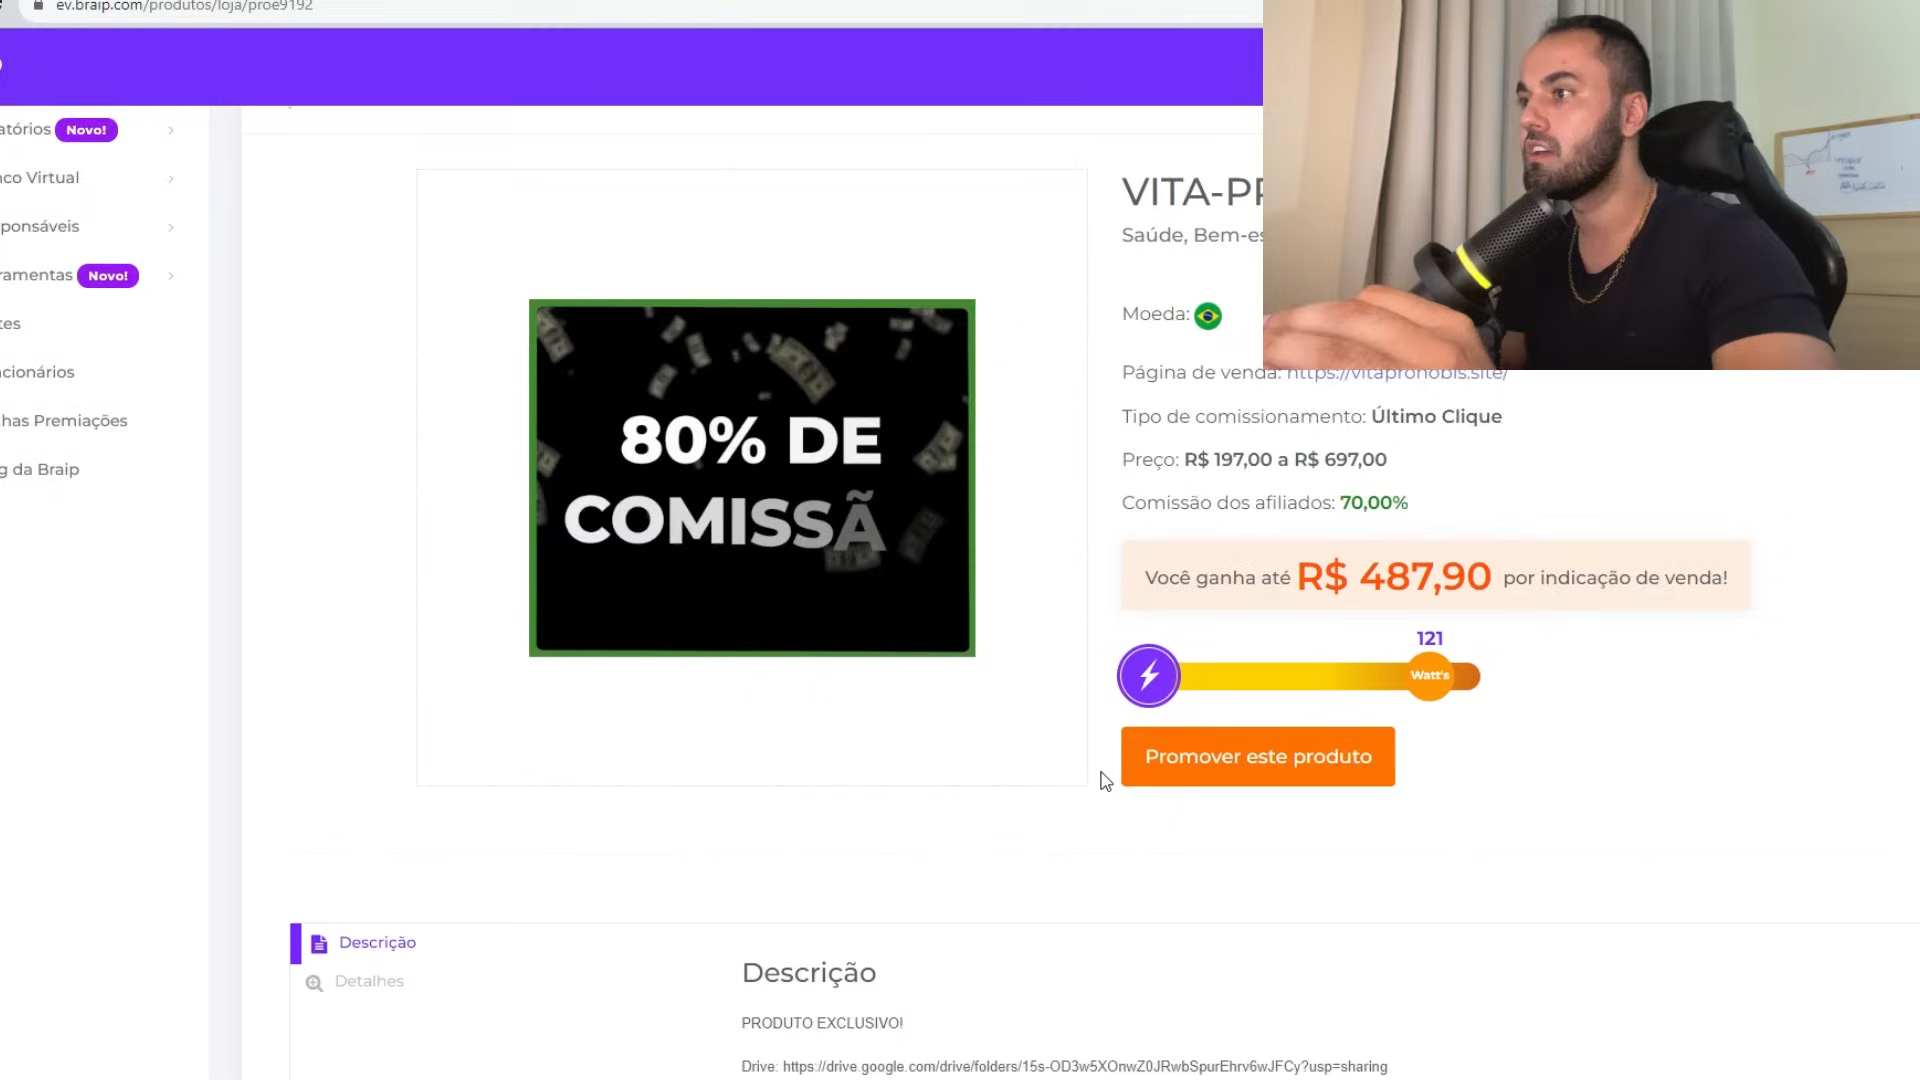 ev.braip.com/produtos/loja/proe9192
atórios Novo!
nco Virtual
ponsáveis
ramentas Novo!
tes
cionários
has Premiações
g da Braip
80% DE
COMISSÃ
VITA-PR
Saúde, Bem-es
Moeda:
Página de venda: https://vitapronobis.site/
Tipo de comissionamento: Último Clique
Preço: R$ 197,00 a R$ 697,00
Comissão dos afiliados: 70,00%
Você ganha até R$ 487,90 por indicação de venda!
121
Watt's
Promover este produto
Descrição
Detalhes
Descrição
PRODUTO EXCLUSIVO!
Drive: https://drive.google.com/drive/folders/15s-OD3w5XOnwZ0JRwbSpurEhrv6wJFCy?usp=sharing